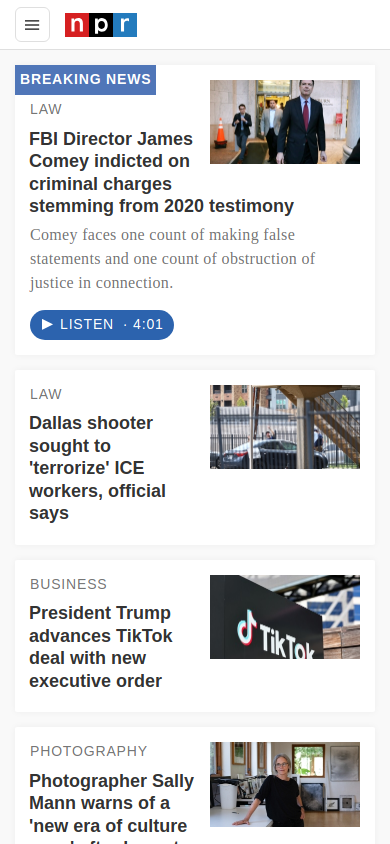 npr
BREAKING NEWS
LAW
FBI Director James
Comey indicted on
criminal charges
stemming from 2020 testimony
Comey faces one count of making false
statements and one count of obstruction of
justice in connection.
LISTEN · 4:01
LAW
Dallas shooter
sought to
'terrorize' ICE
workers, official
says
BUSINESS
President Trump
advances TikTok
deal with new
executive order
TikTok
PHOTOGRAPHY
Photographer Sally
Mann warns of a
'new era of culture